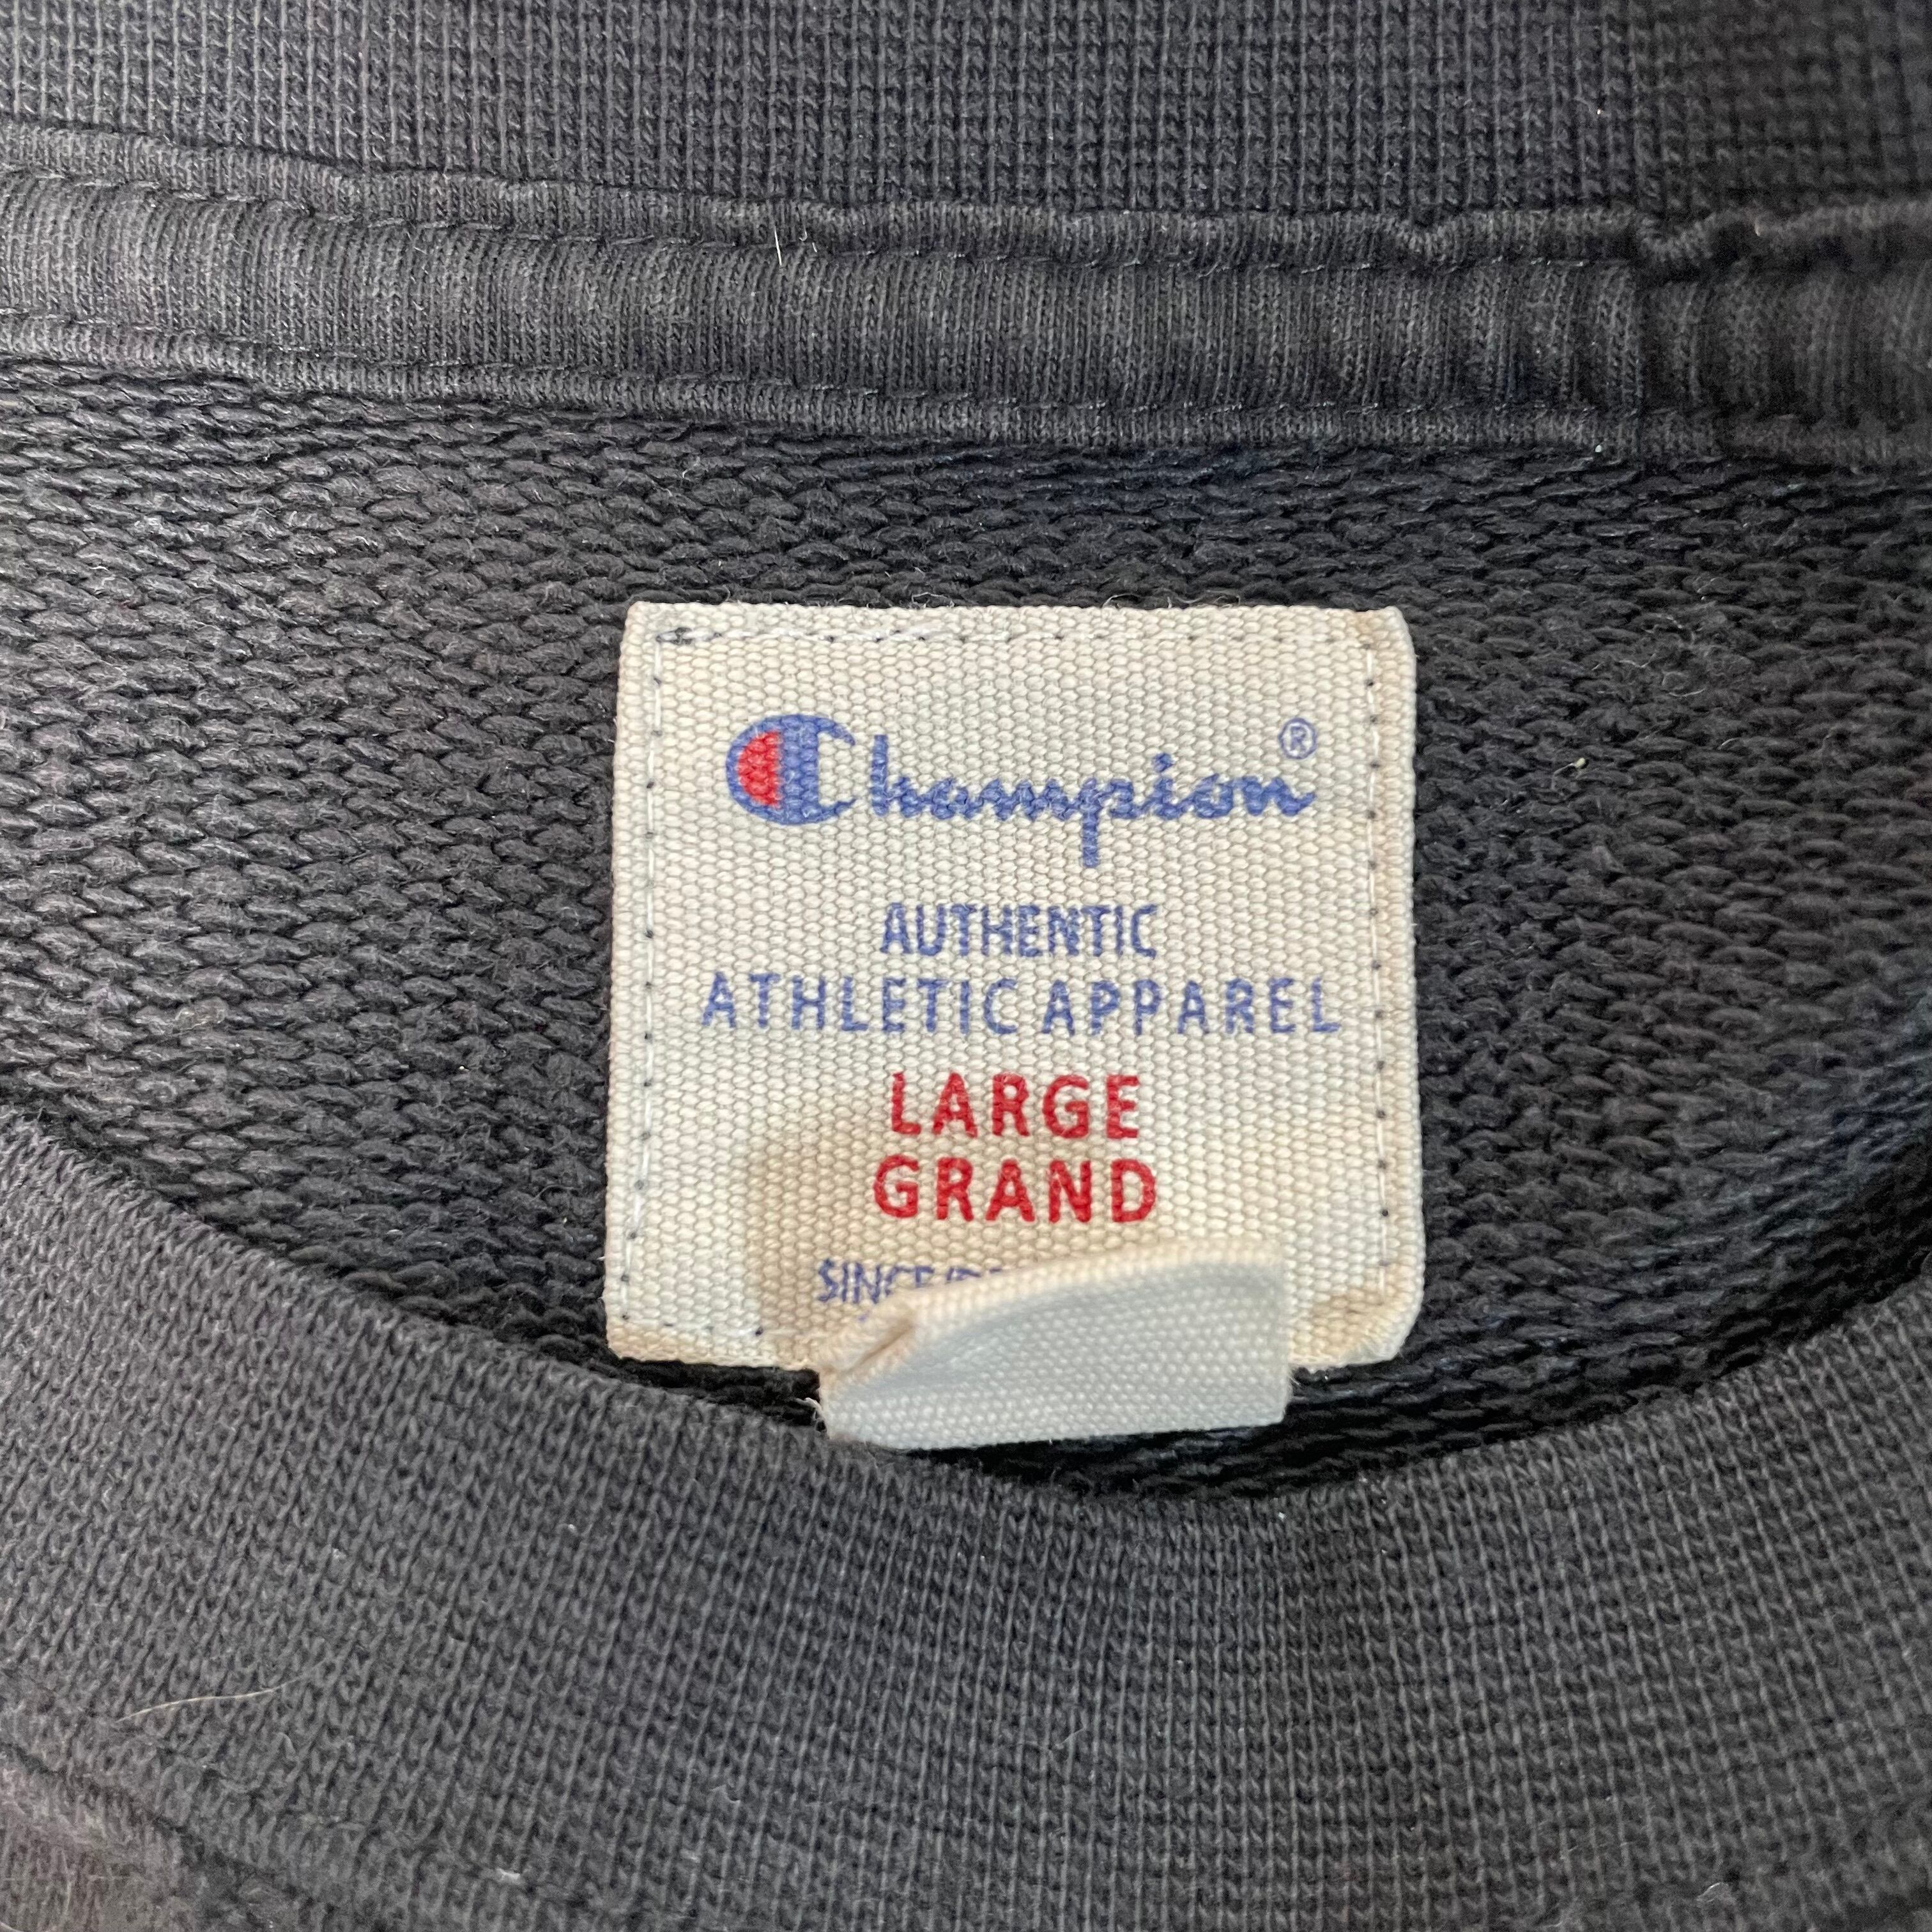 Champion®
AUTHENTIC
ATHLETIC APPAREL
LARGE
GRAND